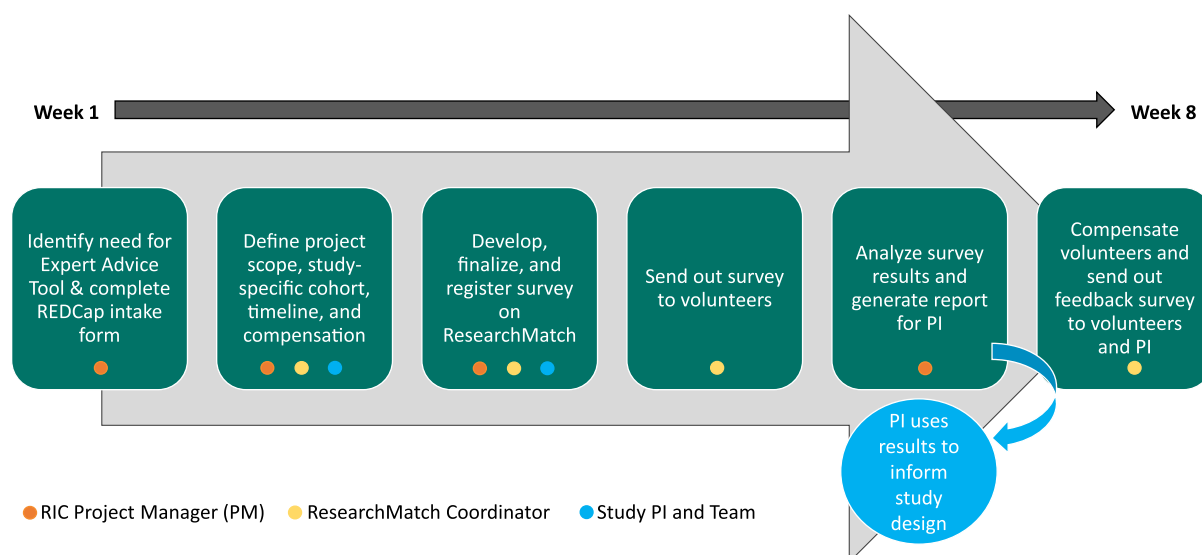 Week 1
Week 8
Identify need for
Expert Advice
Tool & complete
REDCap intake
form
Define project
scope, study-
specific cohort,
timeline, and
compensation
Develop,
finalize, and
register survey
on
ResearchMatch
Send out survey
to volunteers
Analyze survey
results and
generate report
for PI
Compensate
volunteers and
send out
feedback survey
to volunteers
and PI
PI uses
results to
inform
study
design
RIC Project Manager (PM)
ResearchMatch Coordinator
Study PI and Team